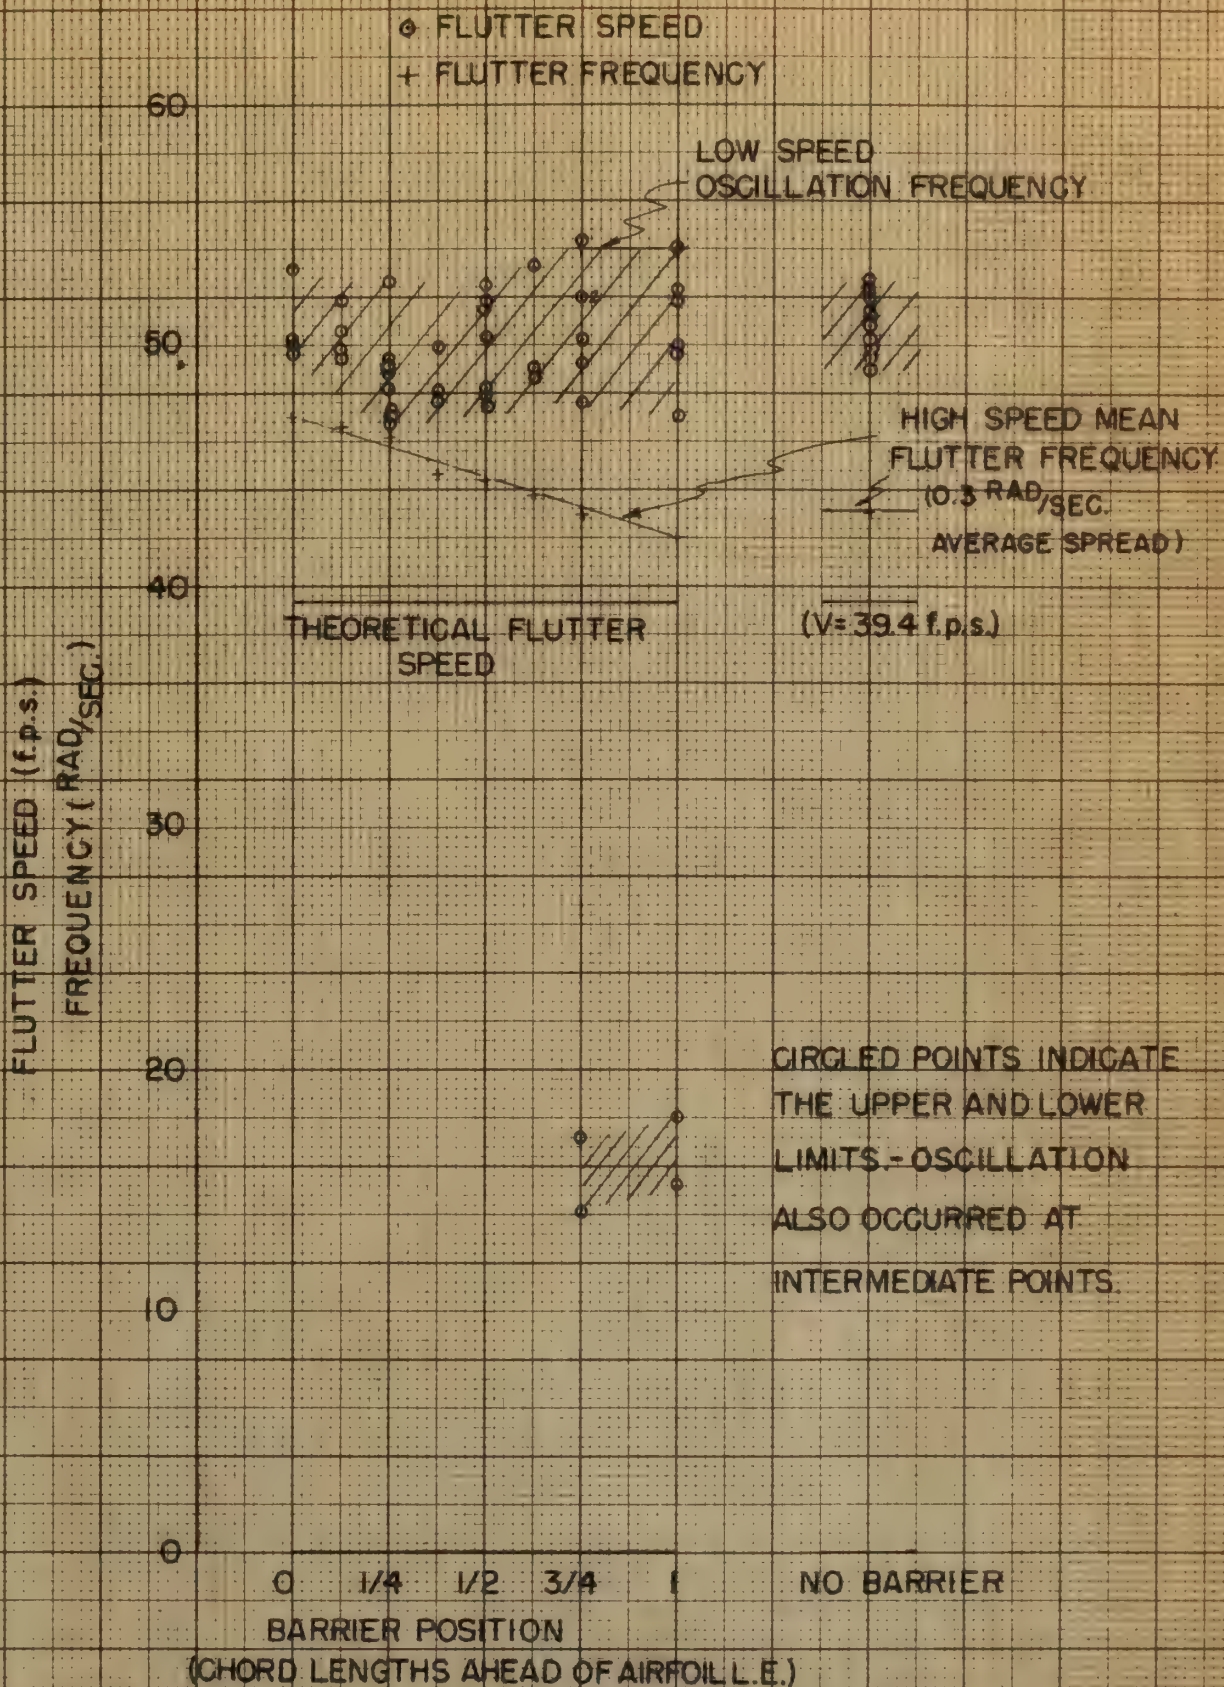 ⊙ FLUTTER SPEED
+ FLUTTER FREQUENCY
60
LOW SPEED
OSCILLATION FREQUENCY
50
HIGH SPEED MEAN
FLUTTER FREQUENCY
(0.3 RAD/SEC.
AVERAGE SPREAD)
40
THEORETICAL FLUTTER
SPEED
(V=39.4 f.p.s.)
FLUTTER SPEED (f.p.s.)
FREQUENCY (RAD/SEC.)
30
20
CIRCLED POINTS INDICATE
THE UPPER AND LOWER
LIMITS.-OSCILLATION
ALSO OCCURRED AT
INTERMEDIATE POINTS.
10
0
0 1/4 1/2 3/4 1 NO BARRIER
BARRIER POSITION
(CHORD LENGTHS AHEAD OF AIRFOIL L.E.)